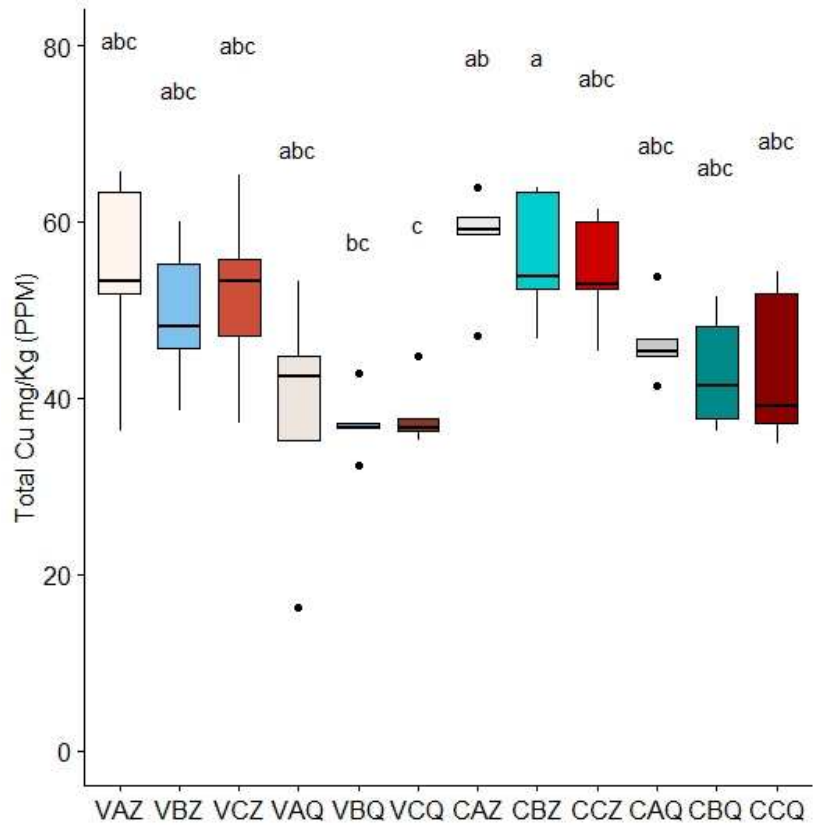 Total Cu mg/Kg (PPM)
80
60
40
20
0
abc
abc
abc
abc
bc
c
ab
a
abc
abc
abc
abc
VAZ VBZ VCZ VAQ VBQ VCQ CAZ CBZ CCZ CAQ CBQ CCQ